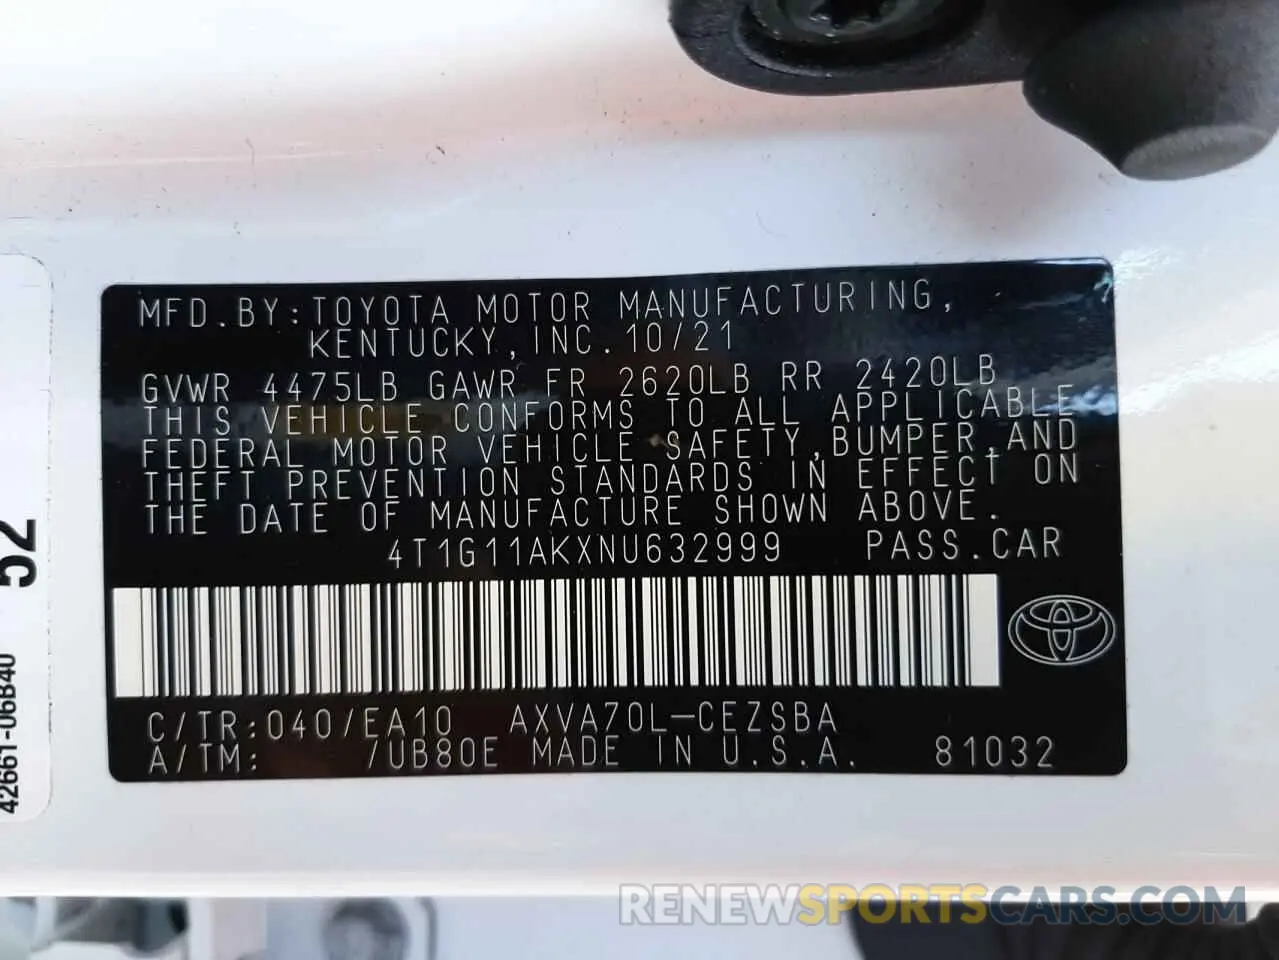 MFD.BY:TOYOTA MOTOR MANUFACTURING,
KENTUCKY,INC.10/21
GVWR 4475LB GAWR FR 2620LB RR 2420LB
THIS VEHICLE CONFORMS TO ALL APPLICABLE
FEDERAL MOTOR VEHICLE SAFETY,BUMPER,AND
THEFT PREVENTION STANDARDS IN EFFECT ON
THE DATE OF MANUFACTURE SHOWN ABOVE.
4T1G11AKXNU632999 PASS.CAR
C/TR:040/EA10 AXVA70L-CEZSBA
A/TM: /UB80E MADE IN U.S.A. 81032
52
42661-06B40
RENEWSPORTSCARS.COM